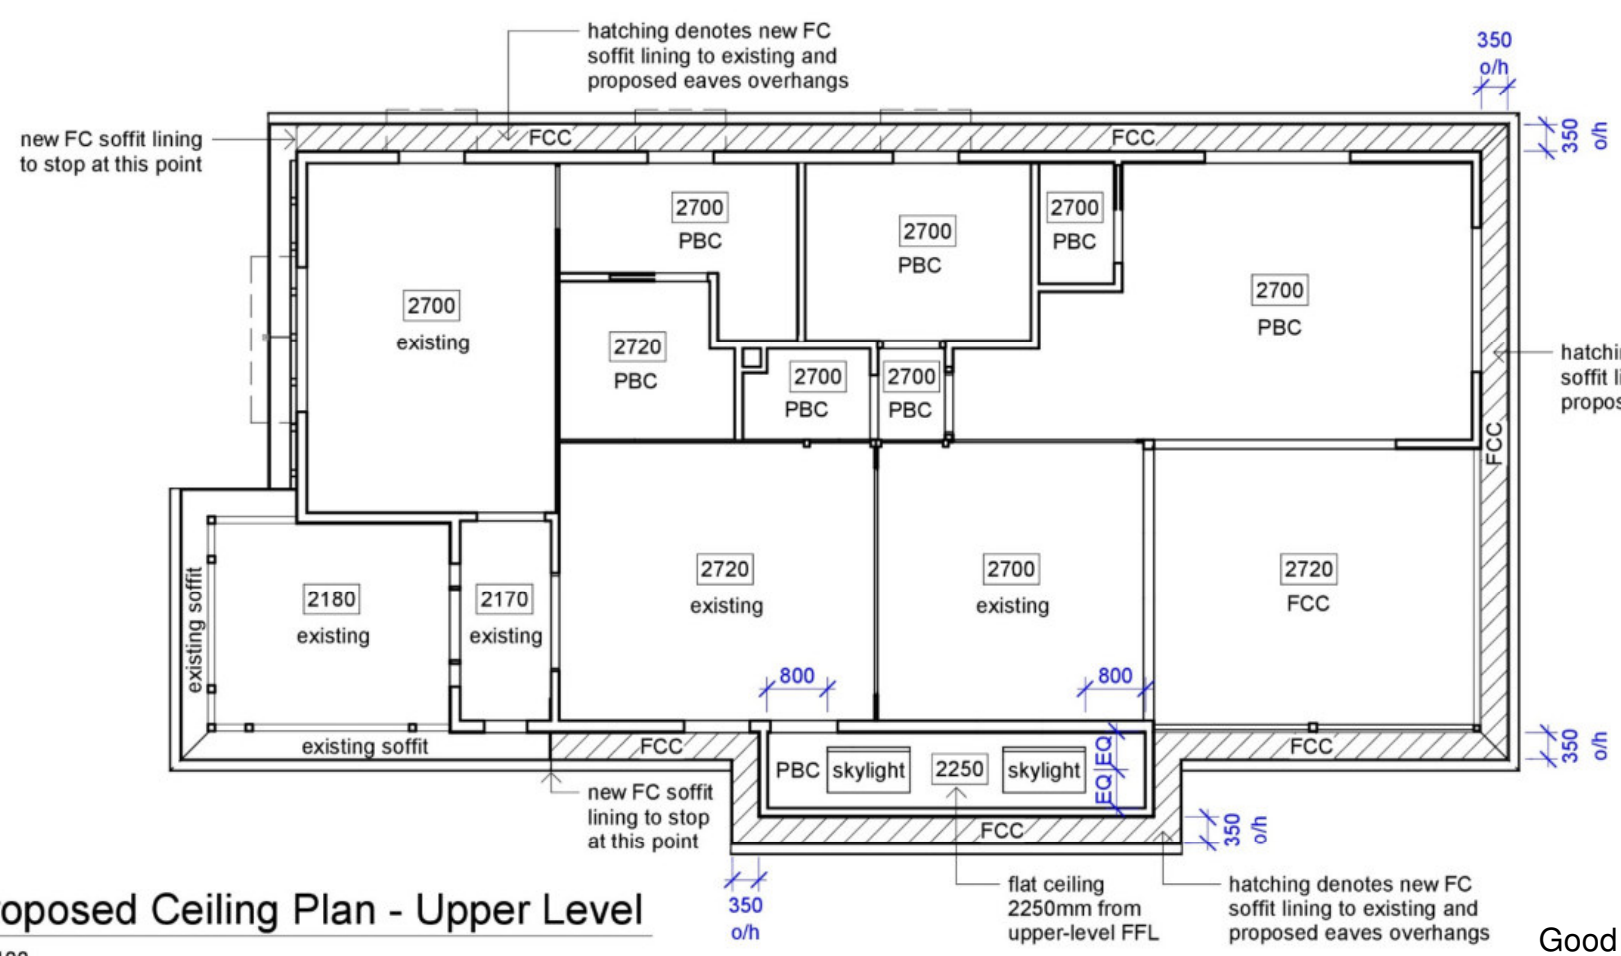 hatching denotes new FC
soffit lining to existing and
proposed eaves overhangs
350
o/h
new FC soffit lining
to stop at this point
FCC
FCC
350
o/h
2700
PBC
2700
PBC
2700
PBC
2700
existing
2700
PBC
2720
PBC
2700
PBC
2700
PBC
hatchi
soffit li
propos
FCC
existing soffit
2180
existing
2170
existing
2720
existing
2700
existing
2720
FCC
800
800
existing soffit
FCC
PBC
skylight
2250
skylight
EQ
EQ
FCC
350
o/h
new FC soffit
lining to stop
at this point
FCC
350
o/h
350
o/h
flat ceiling
2250mm from
upper-level FFL
hatching denotes new FC
soffit lining to existing and
proposed eaves overhangs
oposed Ceiling Plan - Upper Level
Good